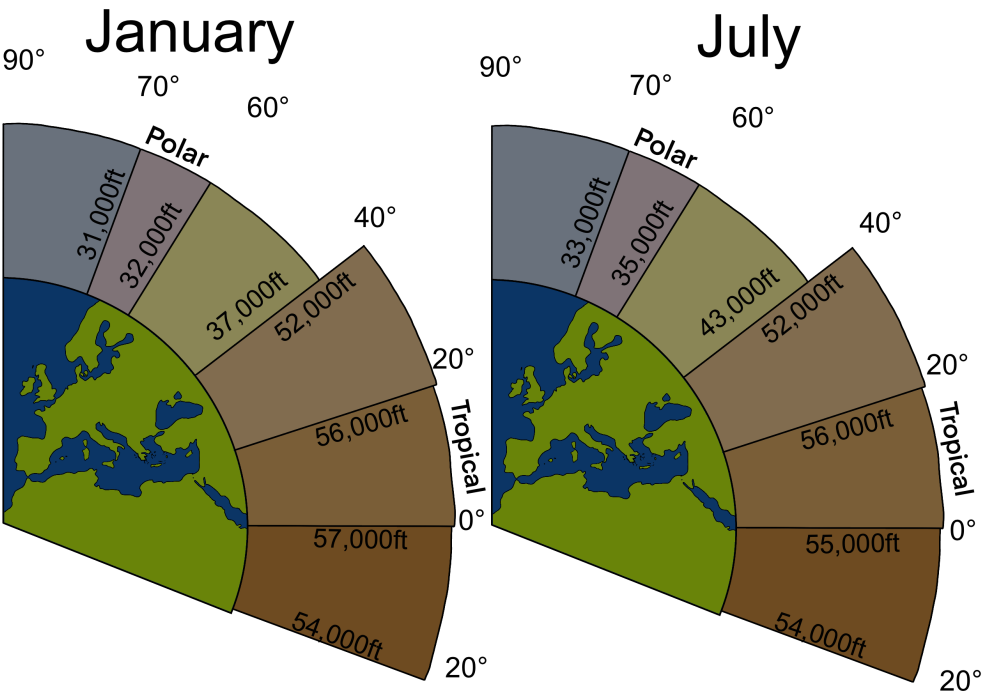 January
90°
70°
60°
Polar
31,000ft
32,000ft
40°
37,000ft
52,000ft
20°
56,000ft
Tropical
0°
57,000ft
54,000ft
20°
July
90°
70°
60°
Polar
33,000ft
35,000ft
40°
43,000ft
52,000ft
20°
56,000ft
Tropical
0°
55,000ft
54,000ft
20°